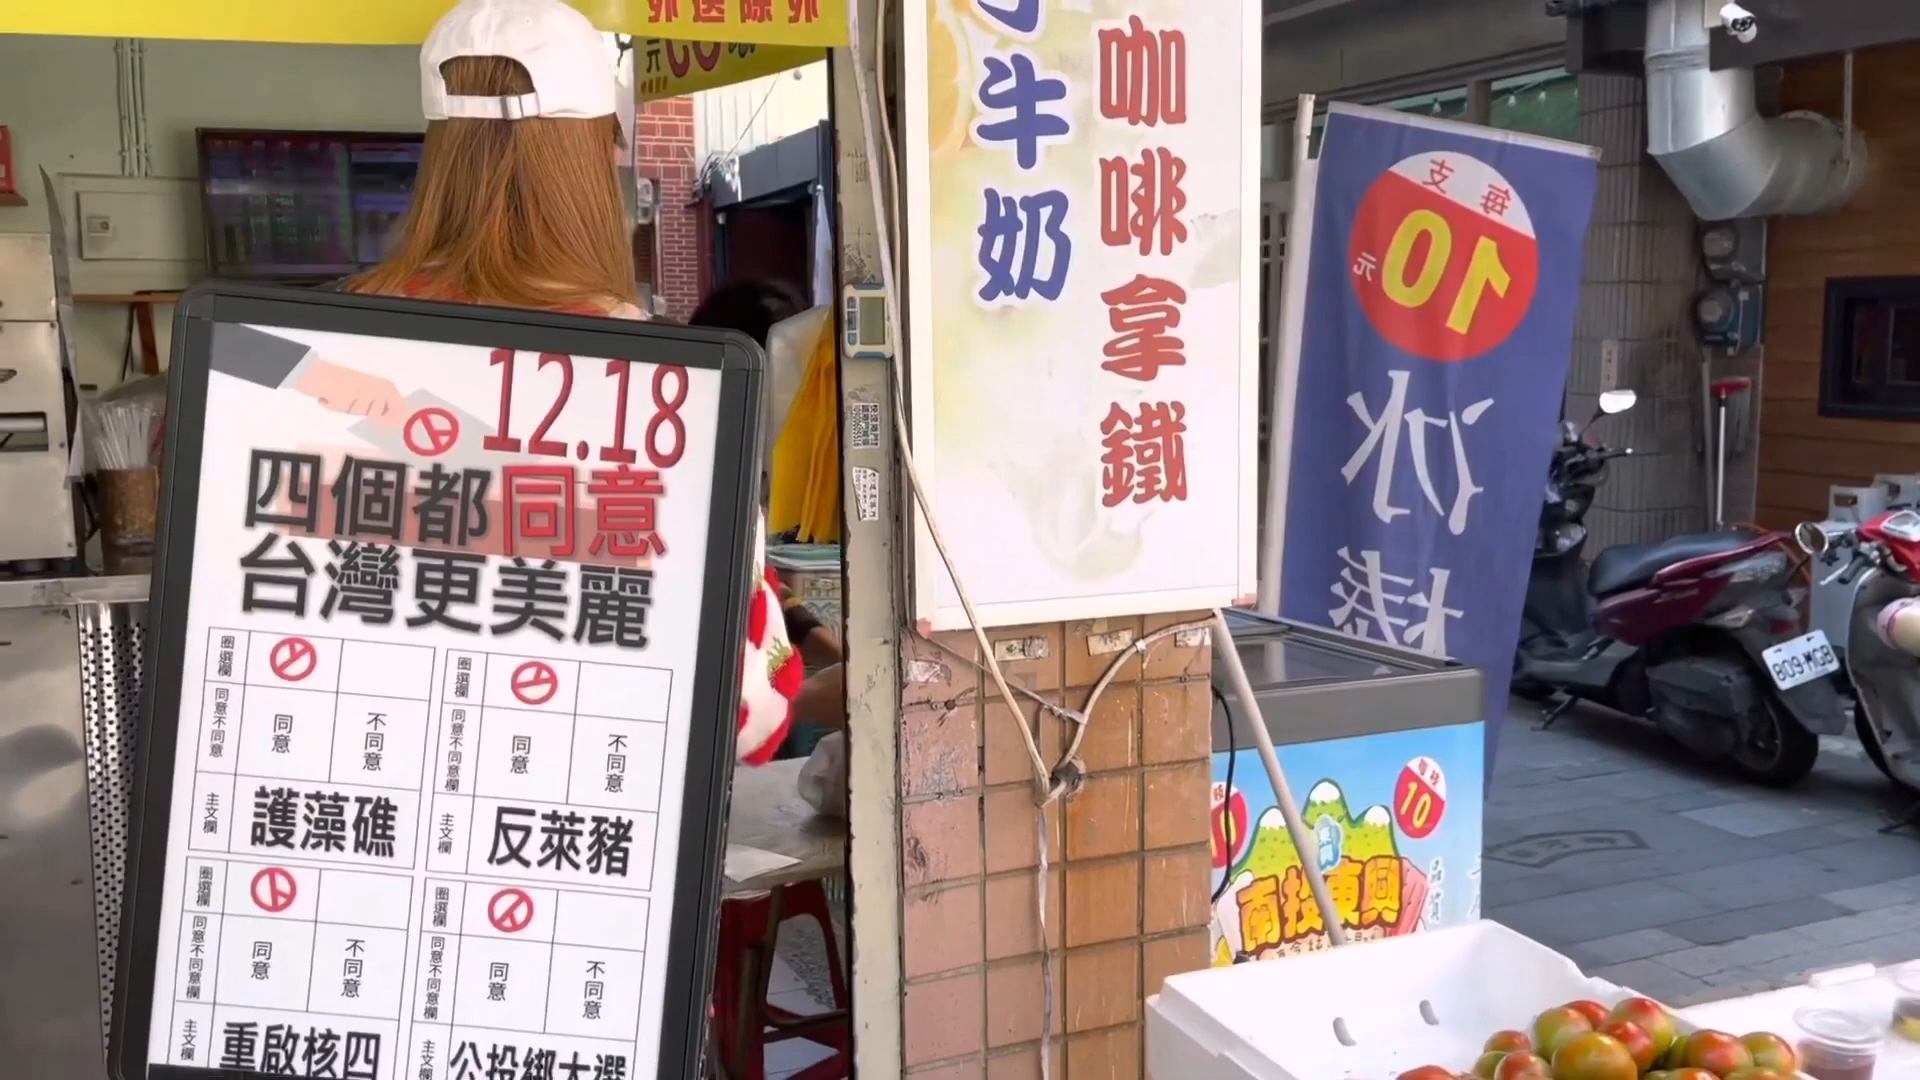 12.18
四個都同意
台灣更美麗
圈選欄
同意不同意
同意
不同意
主文欄
護藻礁
圈選欄
同意不同意欄
同意
不同意
主文欄
反萊豬
圈選欄
同意不同意欄
同意
不同意
主文欄
重啟核四
圈選欄
同意不同意欄
同意
不同意
主文欄
公投綁大選
牛奶
咖啡拿鐵
每支
10
元
冰棒
10
南投東興
809-MGB